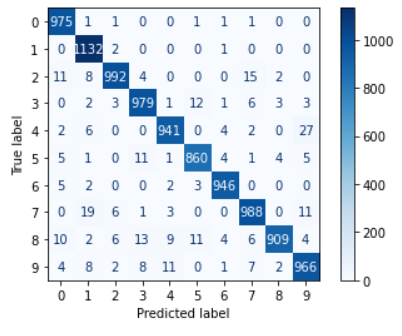 0 975 1 1 0 0 1 1 1 0 0
1 0 1132 2 0 0 0 1 0 0 0
2 11 8 992 4 0 0 0 15 2 0
3 0 2 3 979 1 12 1 6 3 3
4 2 6 0 0 941 0 4 2 0 27
5 5 1 0 11 1 860 4 1 4 5
6 5 2 0 0 2 3 946 0 0 0
7 0 19 6 1 3 0 0 988 0 11
8 10 2 6 13 9 11 4 6 909 4
9 4 8 2 8 11 0 1 7 2 966
0 1 2 3 4 5 6 7 8 9
Predicted label
True label
1000
800
600
400
200
0